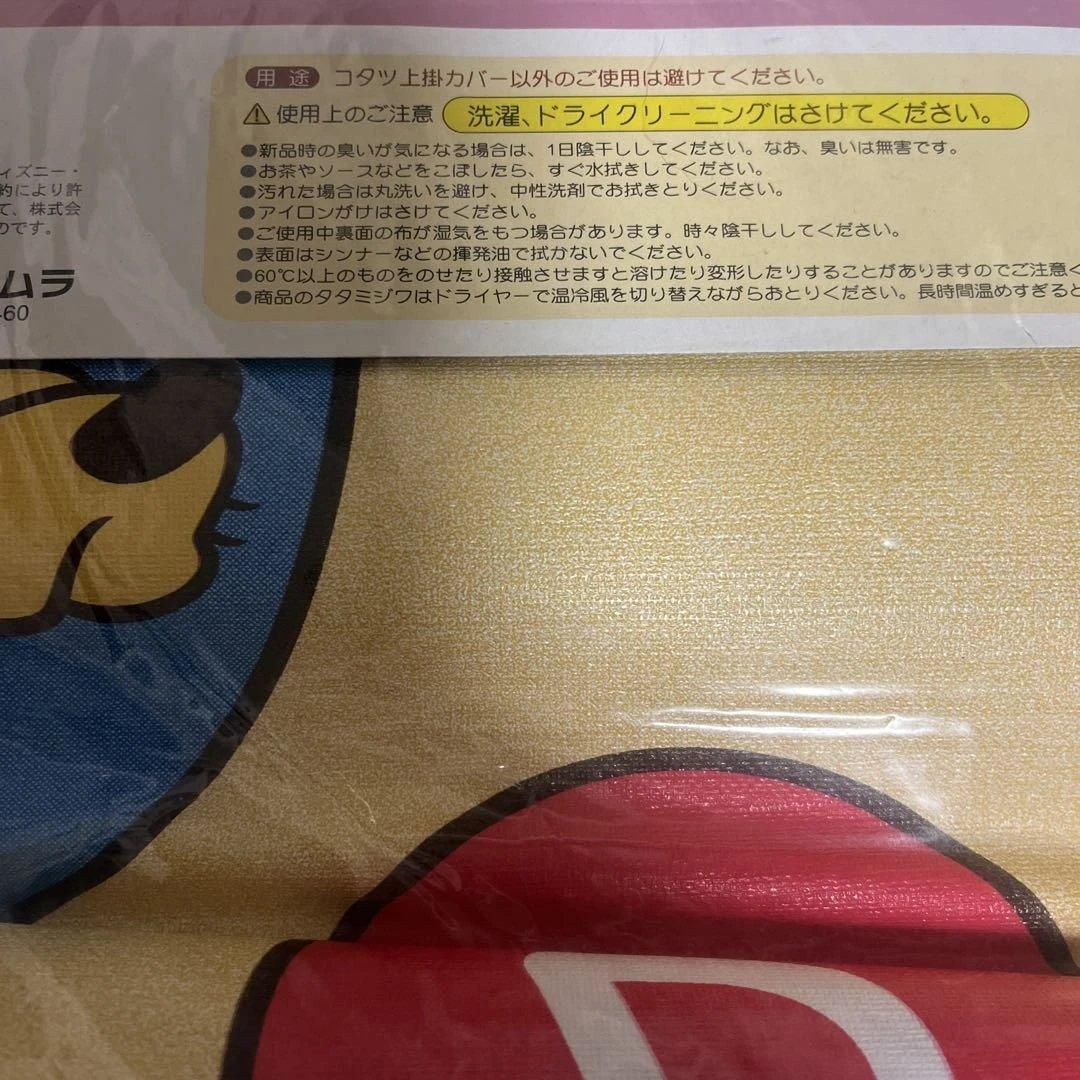 用途 コタツ上掛カバー以外のご使用は避けてください。
使用上のご注意 洗濯、ドライクリーニングはさけてください。
●新品時の臭いが気になる場合は、1日陰干ししてください。なお、臭いは無害です。
●お茶やソースなどをこぼしたら、すぐ水拭きしてください。
●汚れた場合は丸洗いを避け、中性洗剤でお拭きとりください。
●アイロンがけはさけてください。
●ご使用中裏面の布が湿気をもつ場合があります。時々陰干ししてください。
●表面はシンナーなどの揮発油で拭かないでください。
●60℃以上のものをのせたり接触させますと溶けたり変形したりすることがありますのでご注意く
●商品のタタミジワはドライヤーで温冷風を切り替えながらおとりください。長時間温めすぎると
ィズニー・
約により許
て、株式会
のです。
ムラ
-60